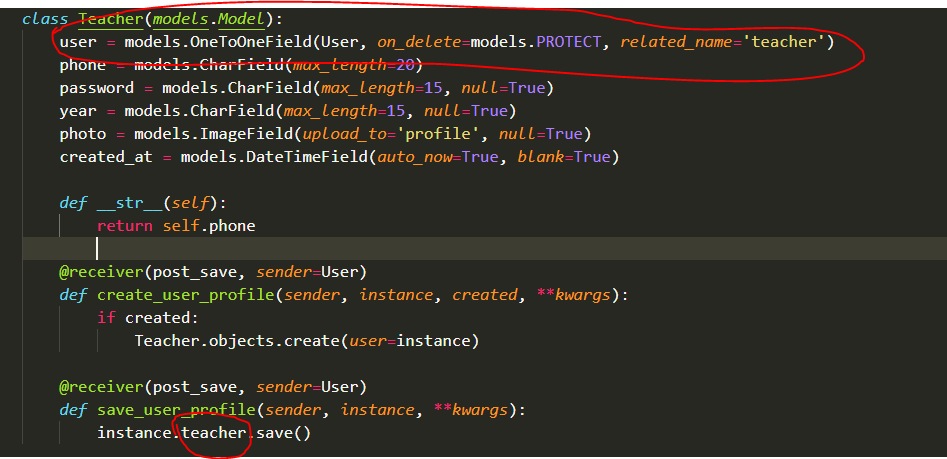 class Teacher(models.Model):
user = models.OneToOneField(User, on_delete=models.PROTECT, related_name='teacher')
phone = models.CharField(max_length=20)
password = models.CharField(max_length=15, null=True)
year = models.CharField(max_length=15, null=True)
photo = models.ImageField(upload_to='profile', null=True)
created_at = models.DateTimeField(auto_now=True, blank=True)
def __str__(self):
return self.phone
@receiver(post_save, sender=User)
def create_user_profile(sender, instance, created, **kwargs):
if created:
Teacher.objects.create(user=instance)
@receiver(post_save, sender=User)
def save_user_profile(sender, instance, **kwargs):
instance.teacher.save()